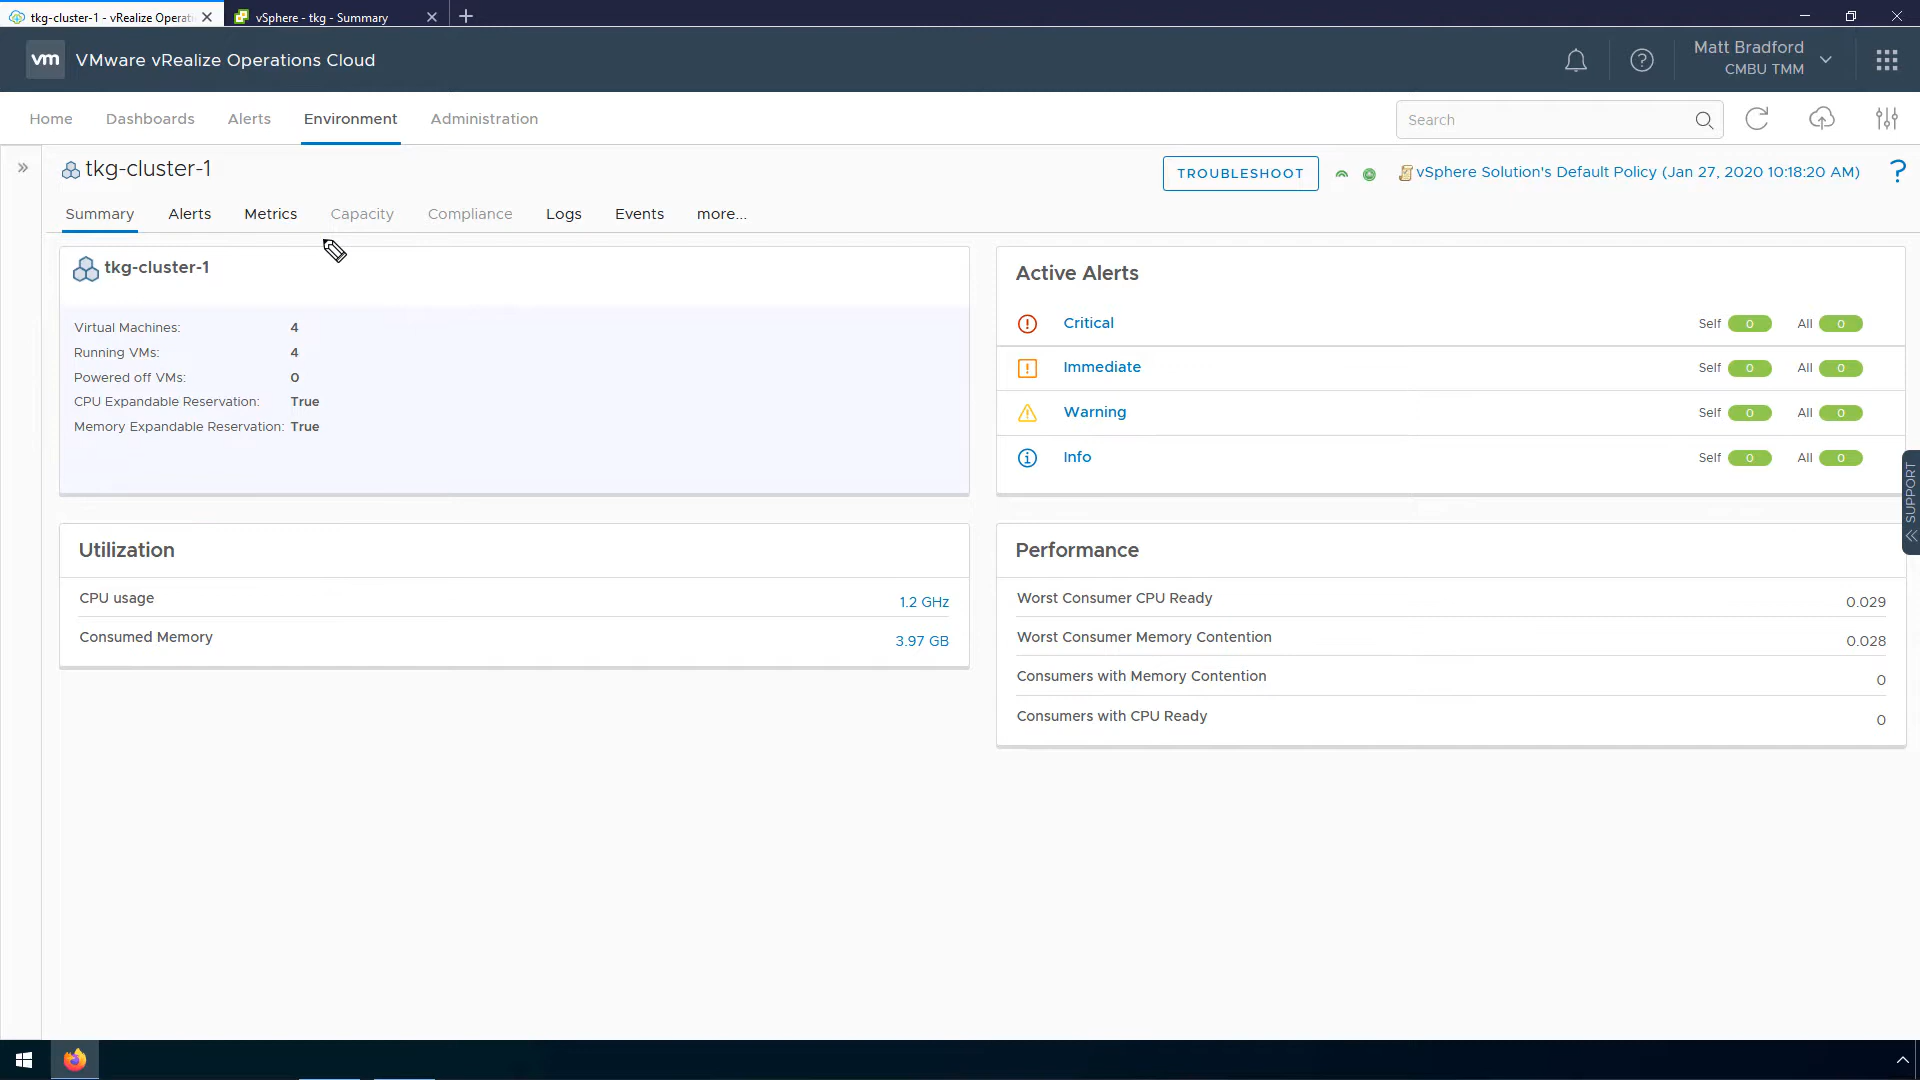 tkg-cluster-1 - vRealize Operati
vSphere - tkg - Summary
vm VMware vRealize Operations Cloud
Matt Bradford
CMBU TMM
Home Dashboards Alerts Environment Administration
Search
tkg-cluster-1
TROUBLESHOOT
vSphere Solution's Default Policy (Jan 27, 2020 10:18:20 AM)
?
Summary Alerts Metrics Capacity Compliance Logs Events more...
tkg-cluster-1
Virtual Machines: 4
Running VMs: 4
Powered off VMs: 0
CPU Expandable Reservation: True
Memory Expandable Reservation: True
Active Alerts
Critical Self 0 All 0
Immediate Self 0 All 0
Warning Self 0 All 0
Info Self 0 All 0
SUPPORT
Utilization
CPU usage 1.2 GHz
Consumed Memory 3.97 GB
Performance
Worst Consumer CPU Ready 0.029
Worst Consumer Memory Contention 0.028
Consumers with Memory Contention 0
Consumers with CPU Ready 0